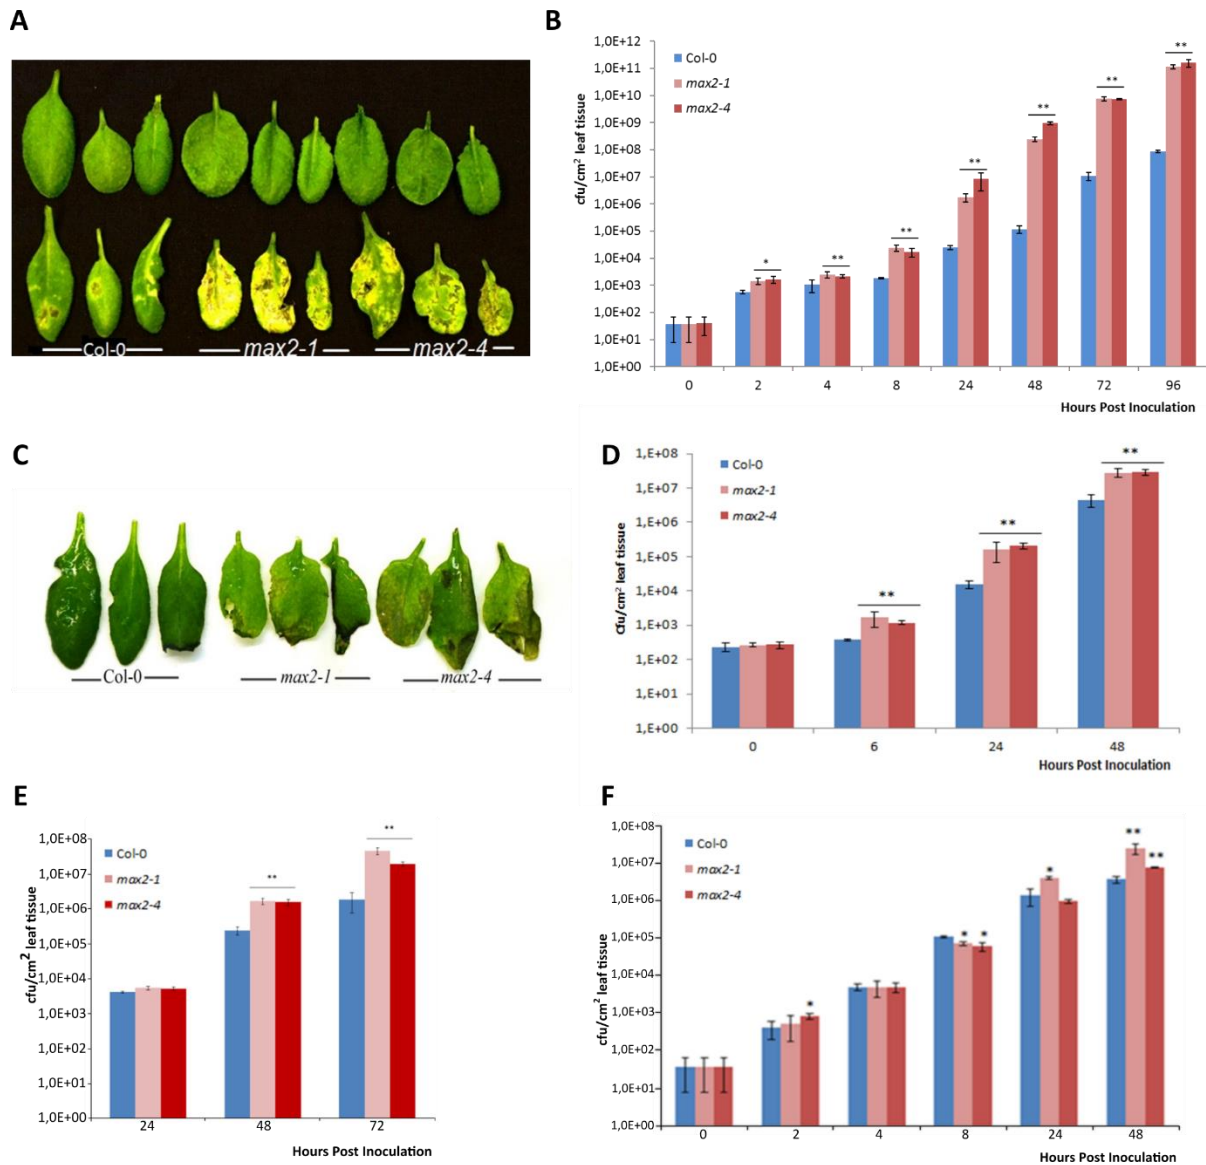 A
Col-0
max2-1
max2-4
B
1,0E+12
1,0E+11
1,0E+10
1,0E+09
1,0E+08
1,0E+07
1,0E+06
1,0E+05
1,0E+04
1,0E+03
1,0E+02
1,0E+01
1,0E+00
cfu/cm² leaf tissue
Col-0
max2-1
max2-4
*
**
**
**
**
**
**
0 2 4 8 24 48 72 96
Hours Post Inoculation
C
Col-0
max2-1
max2-4
D
1,E+08
1,E+07
1,E+06
1,E+05
1,E+04
1,E+03
1,E+02
1,E+01
1,E+00
cfu/cm² leaf tissue
Col-0
max2-1
max2-4
**
**
**
0 6 24 48
Hours Post Inoculation
E
1,0E+08
1,0E+07
1,0E+06
1,0E+05
1,0E+04
1,0E+03
1,0E+02
1,0E+01
1,0E+00
cfu/cm² leaf tissue
Col-0
max2-1
max2-4
**
**
24 48 72
Hours Post Inoculation
F
1,0E+08
1,0E+07
1,0E+06
1,0E+05
1,0E+04
1,0E+03
1,0E+02
1,0E+01
1,0E+00
cfu/cm² leaf tissue
Col-0
max2-1
max2-4
*
* *
*
** **
0 2 4 8 24 48
Hours Post Inoculation